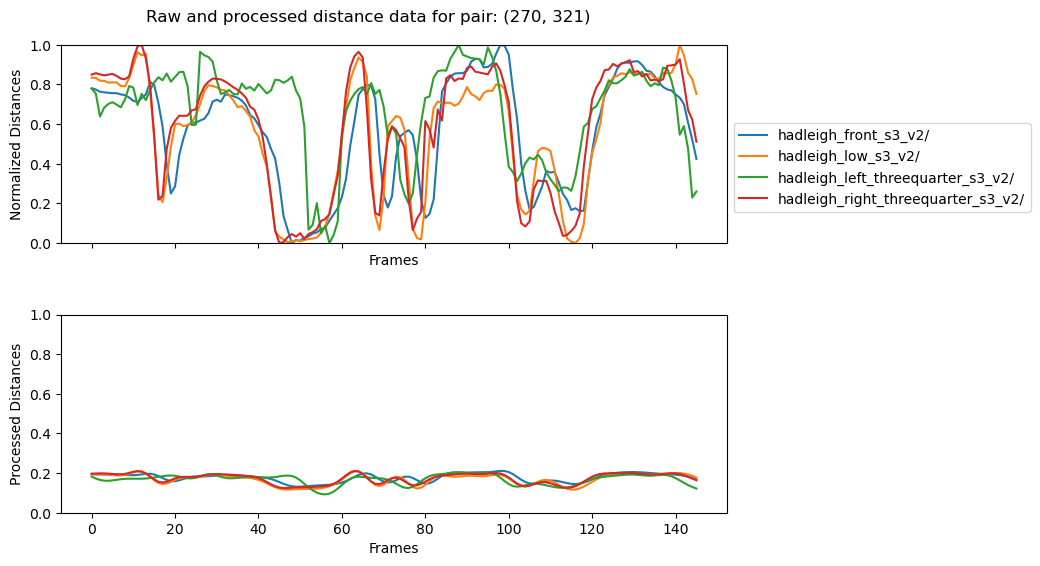 Raw and processed distance data for pair: (270, 321)
1.0
0.8
0.6
0.4
0.2
0.0
Normalized Distances
Frames
hadleigh_front_s3_v2/
hadleigh_low_s3_v2/
hadleigh_left_threequarter_s3_v2/
hadleigh_right_threequarter_s3_v2/
1.0
0.8
0.6
0.4
0.2
0.0
Processed Distances
0 20 40 60 80 100 120 140
Frames